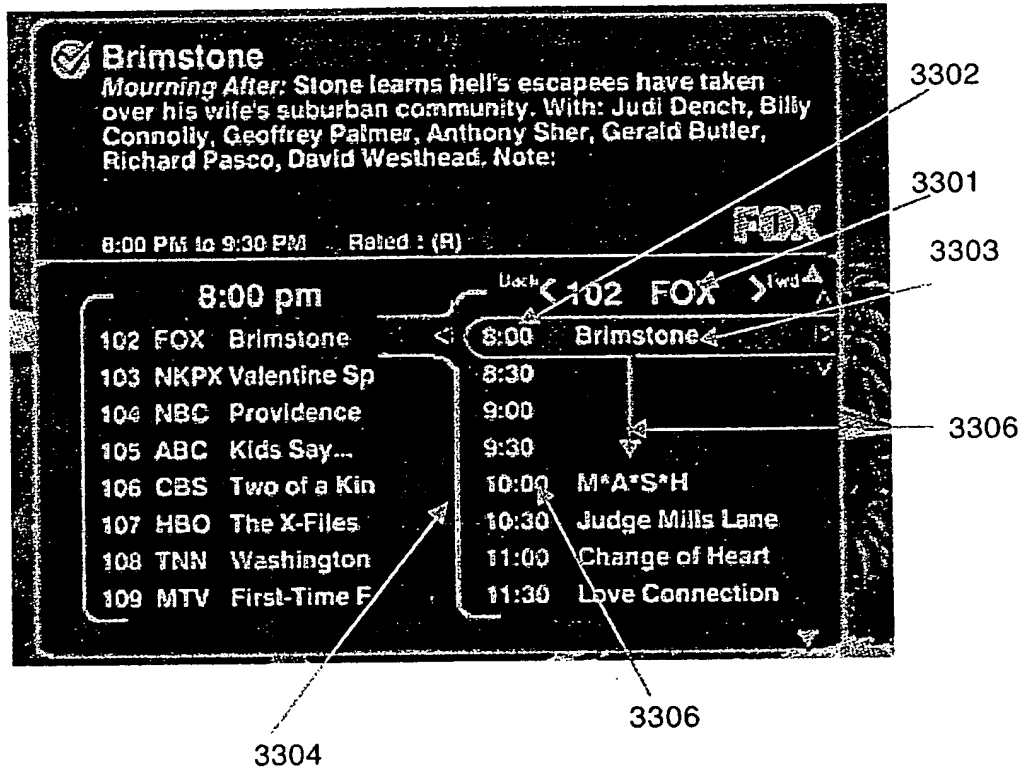 Brimstone
Mourning After: Stone learns hell's escapees have taken
over his wife's suburban community. With: Judi Dench, Billy
Connolly, Geoffrey Palmer, Anthony Sher, Gerald Butler,
Richard Pasco, David Westhead. Note:
FOX
8:00 PM to 9:30 PM Rated : (R)
3302
3301
3303
8:00 pm
Back 102 FOX Fwd
102 FOX Brimstone
8:00 Brimstone
103 NKPX Valentine Sp
8:30
104 NBC Providence
9:00
105 ABC Kids Say...
9:30
3306
106 CBS Two of a Kin
10:00 M*A*S*H
107 HBO The X-Files
10:30 Judge Mills Lane
108 TNN Washington
11:00 Change of Heart
109 MTV First-Time F
11:30 Love Connection
3306
3304